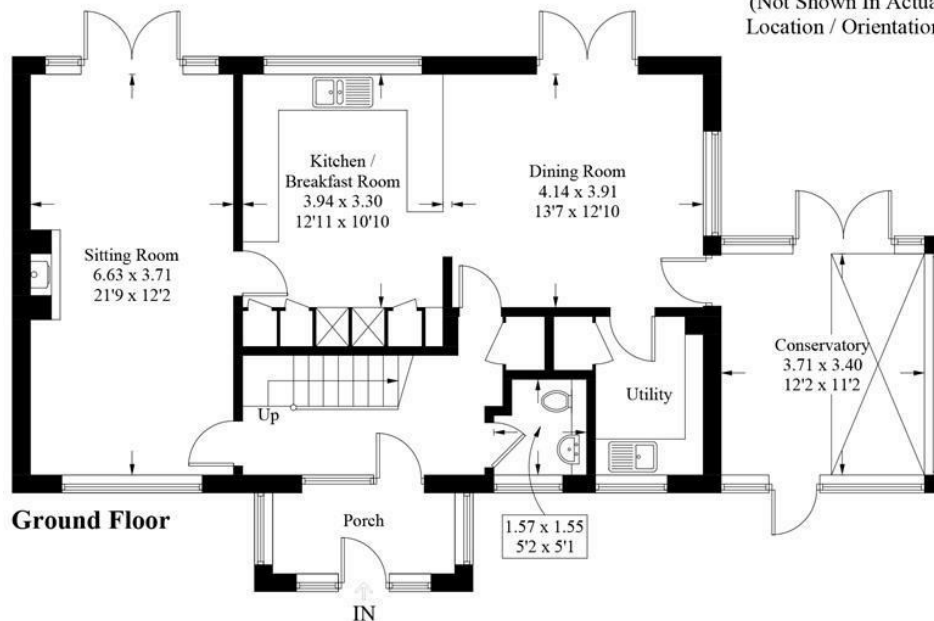 (Not Shown In Actua
Location / Orientation
Kitchen /
Breakfast Room
3.94 x 3.30
12'11 x 10'10
Dining Room
4.14 x 3.91
13'7 x 12'10
Sitting Room
6.63 x 3.71
21'9 x 12'2
Conservatory
3.71 x 3.40
12'2 x 11'2
Utility
Up
Ground Floor
Porch
1.57 x 1.55
5'2 x 5'1
IN